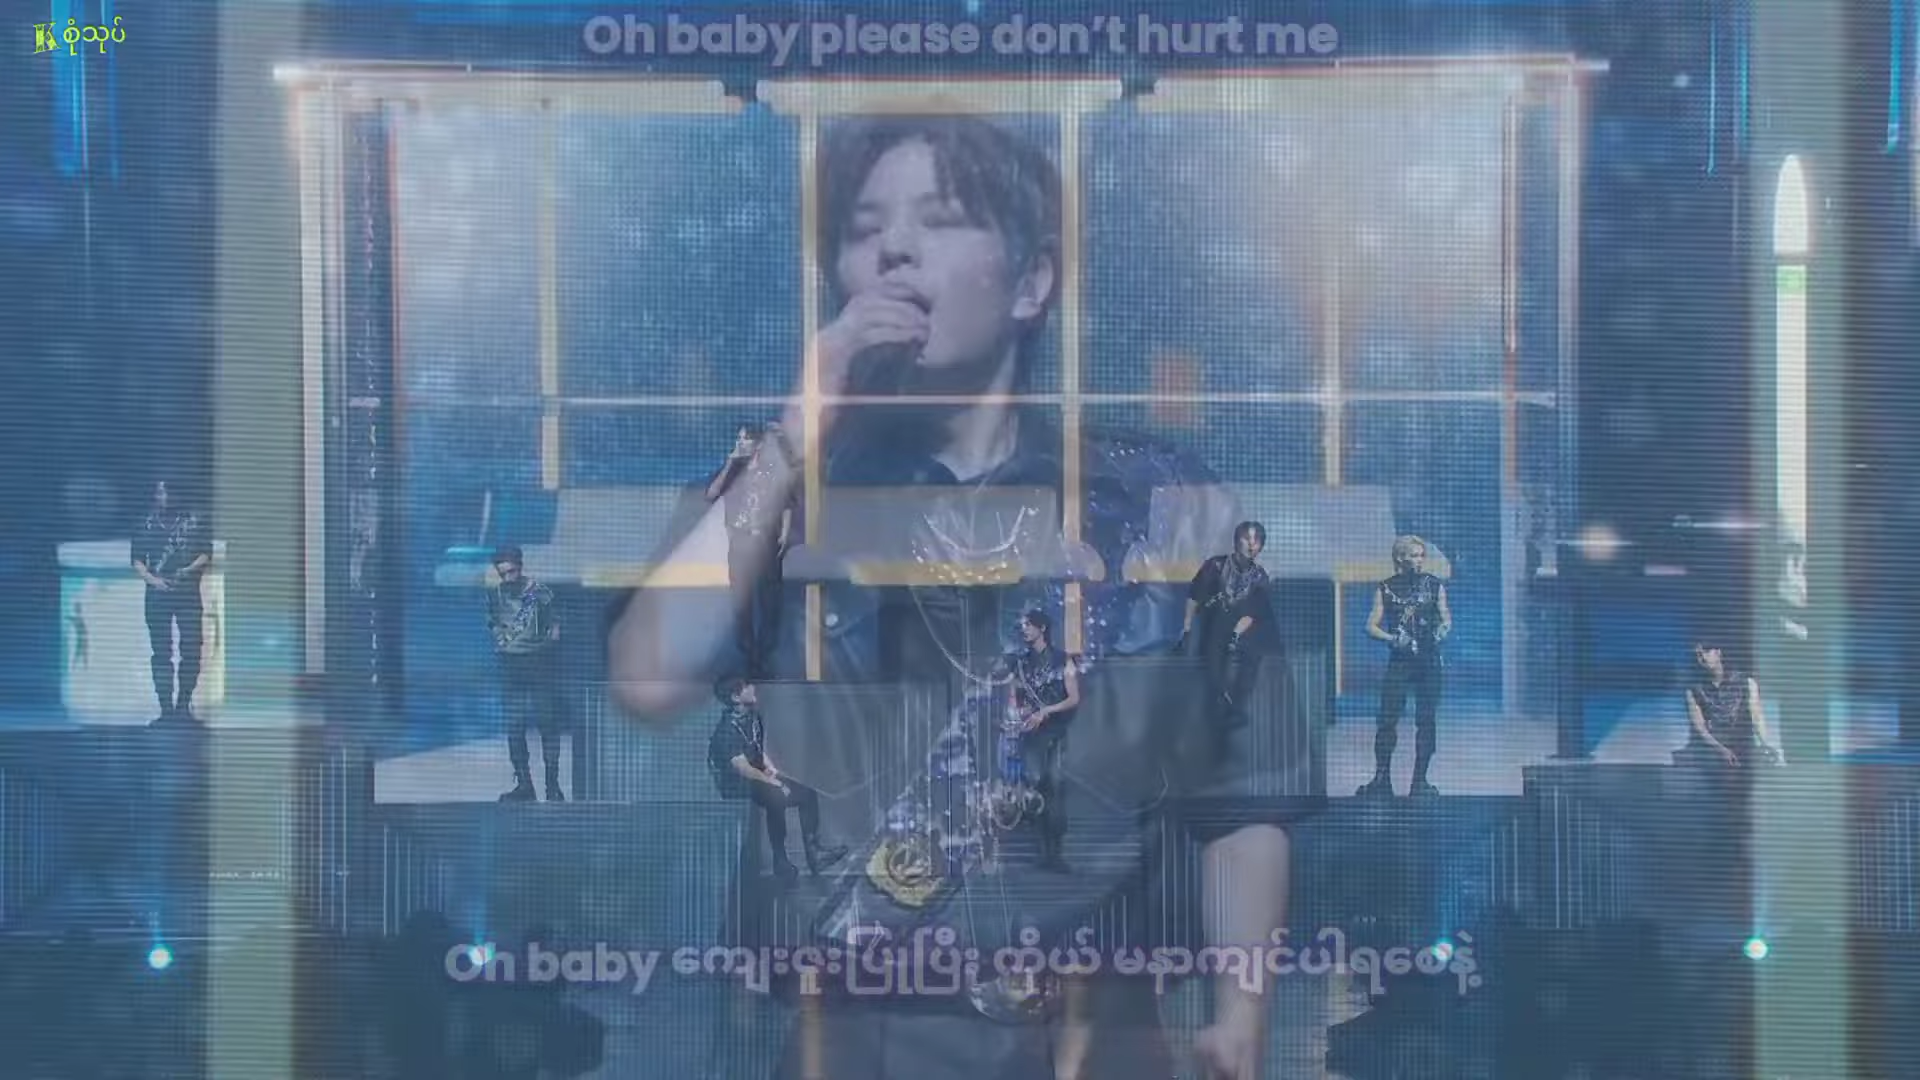 K စုံသုပ်
Oh baby please don't hurt me
Oh baby ကျေးဇူးပြုပြီး ကိုယ် မနာကျင်ပါရစေနဲ့